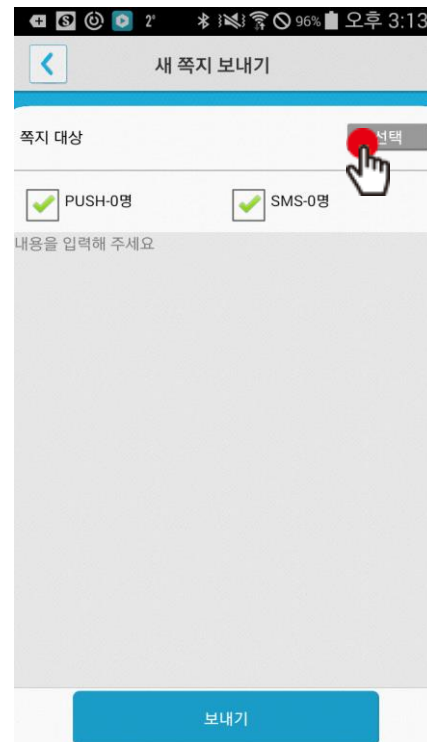 2° 96% 오후 3:13
새 쪽지 보내기
쪽지 대상 선택
PUSH-0명 SMS-0명
내용을 입력해 주세요
보내기